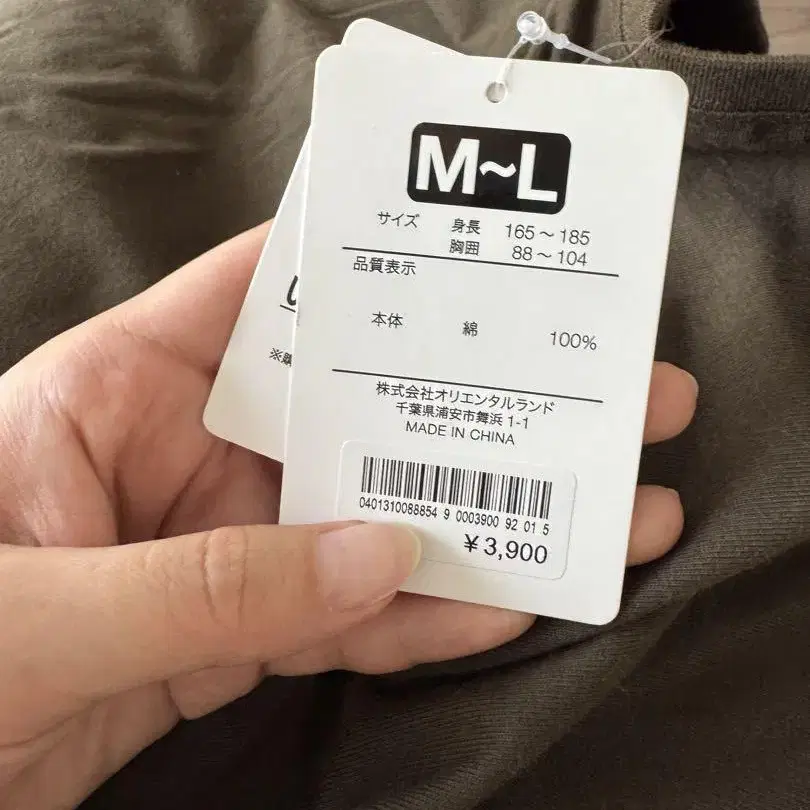 M~L
サイズ 身長 165～185
胸囲 88～104
品質表示
本体 綿 100%
株式会社オリエンタルランド
千葉県浦安市舞浜 1-1
MADE IN CHINA
0401310088854 9 0003900 92 01 5
¥3,900